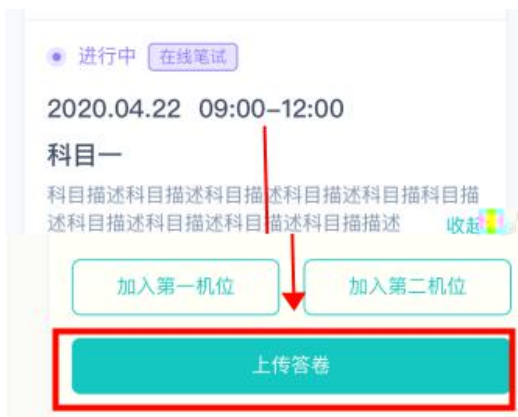 进行中 在线笔试
2020.04.22 09:00-12:00
科目一
科目描述科目描述科目描述科目描述科目描科目描
述科目描述科目描述科目描述科目描描述 收起
加入第一机位 加入第二机位
上传答卷